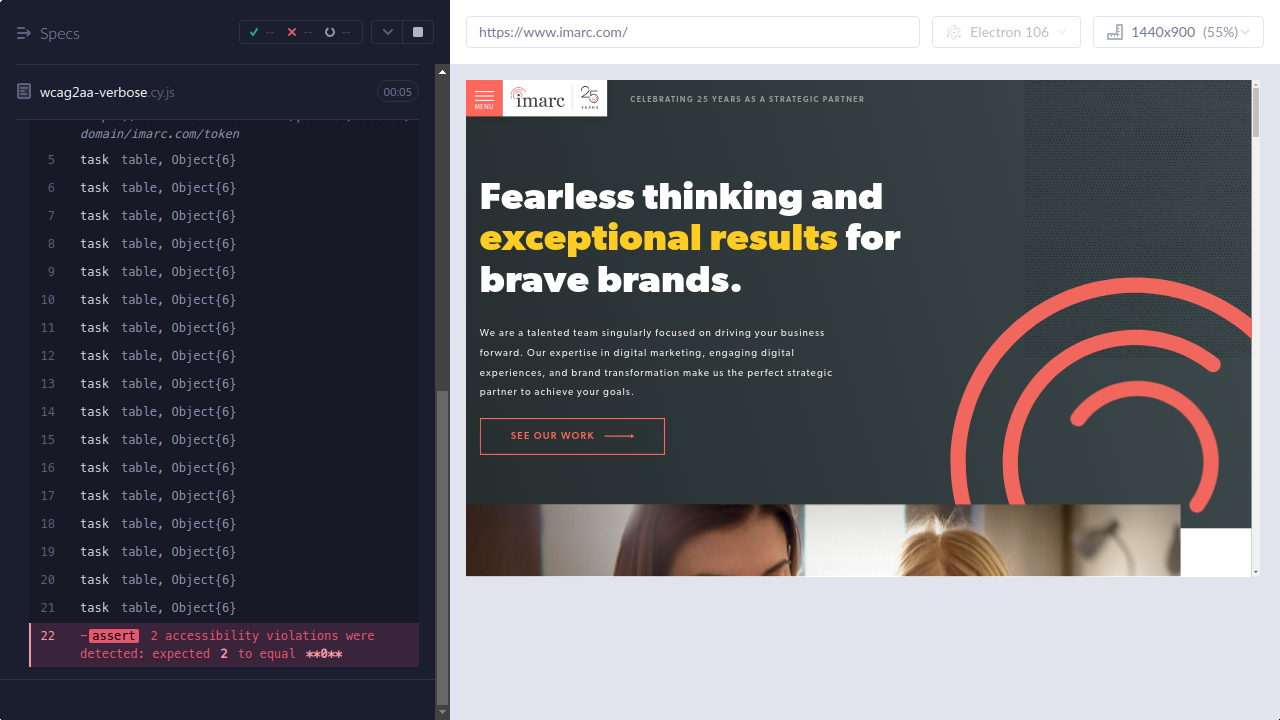 Specs
--
--
--
wcag2aa-verbose.cy.js
00:05
domain/imarc.com/token
5 task table, Object{6}
6 task table, Object{6}
7 task table, Object{6}
8 task table, Object{6}
9 task table, Object{6}
10 task table, Object{6}
11 task table, Object{6}
12 task table, Object{6}
13 task table, Object{6}
14 task table, Object{6}
15 task table, Object{6}
16 task table, Object{6}
17 task table, Object{6}
18 task table, Object{6}
19 task table, Object{6}
20 task table, Object{6}
21 task table, Object{6}
22 -assert 2 accessibility violations were
detected: expected 2 to equal **0**
https://www.imarc.com/
Electron 106
1440x900 (55%)
MENU
imarc
25
YEARS
CELEBRATING 25 YEARS AS A STRATEGIC PARTNER
Fearless thinking and
exceptional results for
brave brands.
We are a talented team singularly focused on driving your business
forward. Our expertise in digital marketing, engaging digital
experiences, and brand transformation make us the perfect strategic
partner to achieve your goals.
SEE OUR WORK